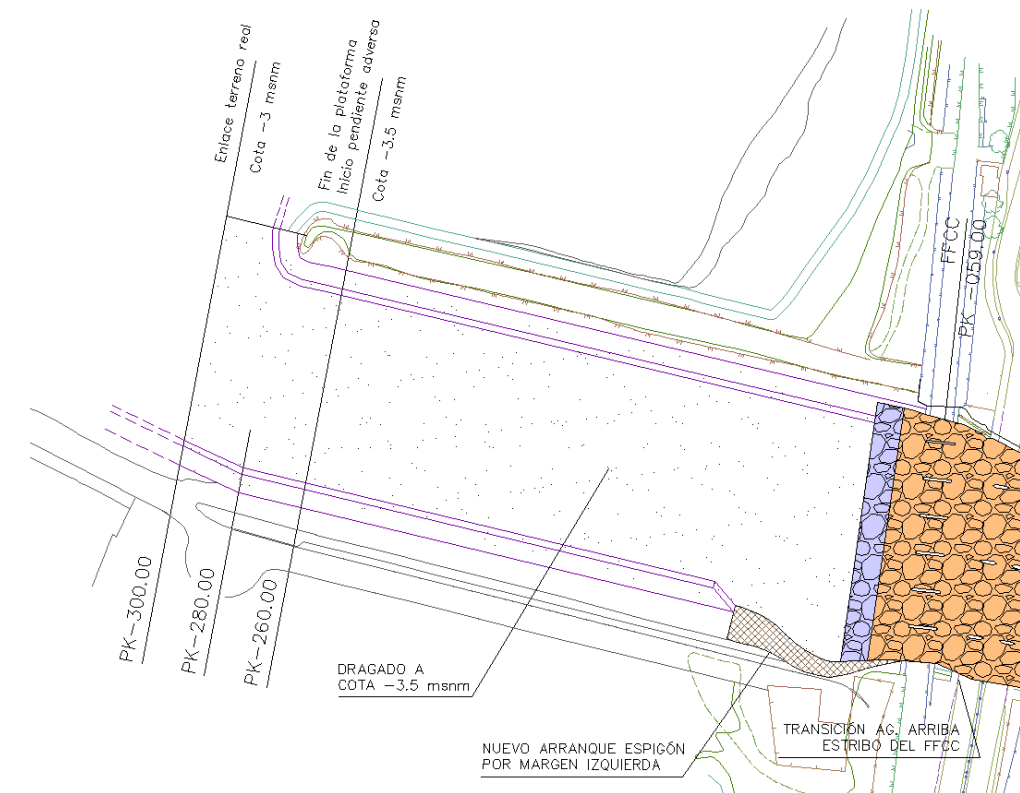 Enlace terreno real
Cota -3 msnm
Fin de la plataforma
Inicio pendiente adversa
Cota -3.5 msnm
FFCC
PK -059.00
PK-300.00
PK-280.00
PK-260.00
DRAGADO A
COTA -3.5 msnm
NUEVO ARRANQUE ESPIGÓN
POR MARGEN IZQUIERDA
TRANSICIÓN AG. ARRIBA
ESTRIBO DEL FFCC